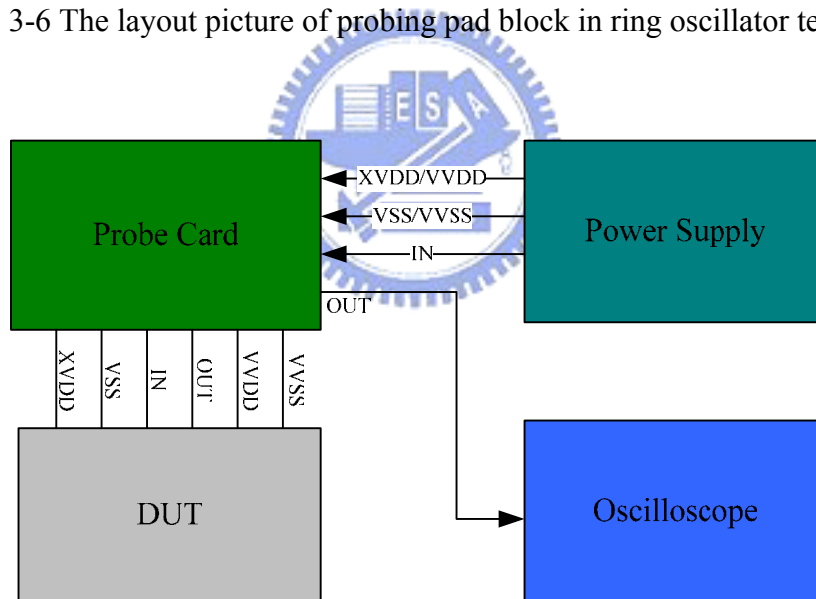 3-6 The layout picture of probing pad block in ring oscillator te
E S A
XVDD/VVDD
Probe Card
VSS/VVSS
Power Supply
IN
OUT
XVDD
VSS
IN
OUT
VVDD
VVSS
DUT
Oscilloscope